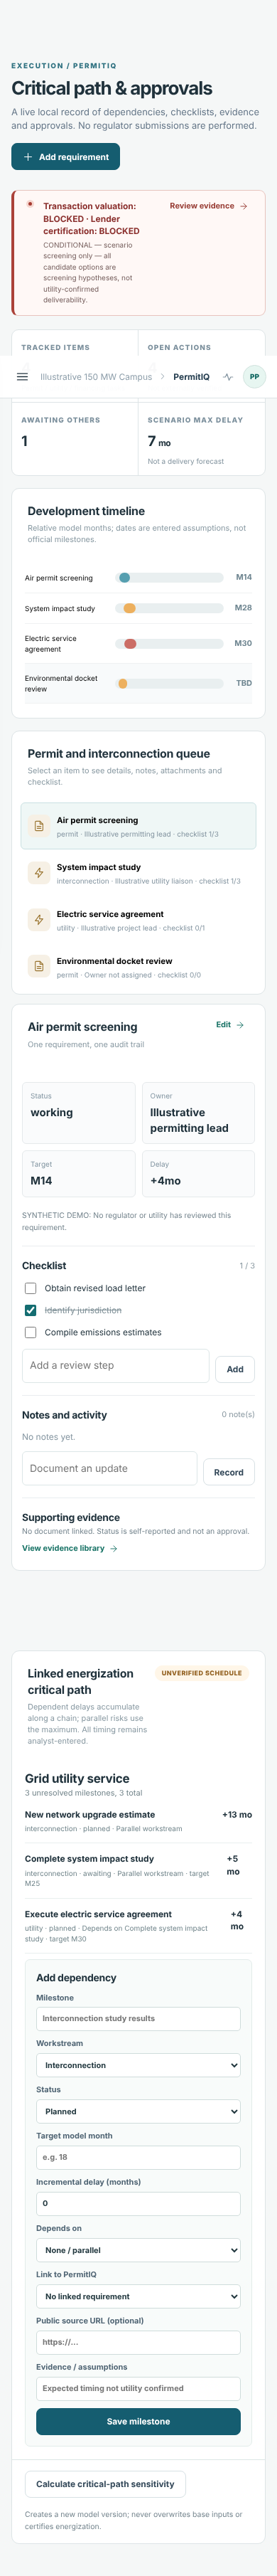 EXECUTION / PERMITIQ
Critical path & approvals
A live local record of dependencies, checklists, evidence
and approvals. No regulator submissions are performed.
Add requirement
Transaction valuation:
BLOCKED · Lender
certification: BLOCKED
Review evidence
CONDITIONAL — scenario
screening only — all
candidate options are
screening hypotheses, not
utility-confirmed
deliverability.
TRACKED ITEMS
OPEN ACTIONS
Illustrative 150 MW Campus
PermitIQ
PP
AWAITING OTHERS
1
SCENARIO MAX DELAY
7 mo
Not a delivery forecast
Development timeline
Relative model months; dates are entered assumptions, not
official milestones.
Air permit screening
M14
System impact study
M28
Electric service
agreement
M30
Environmental docket
review
TBD
Permit and interconnection queue
Select an item to see details, notes, attachments and
checklist.
Air permit screening
permit · Illustrative permitting lead · checklist 1/3
System impact study
interconnection · Illustrative utility liaison · checklist 1/3
Electric service agreement
utility · Illustrative project lead · checklist 0/1
Environmental docket review
permit · Owner not assigned · checklist 0/0
Air permit screening
Edit
One requirement, one audit trail
Status
working
Owner
Illustrative
permitting lead
Target
M14
Delay
+4mo
SYNTHETIC DEMO: No regulator or utility has reviewed this
requirement.
Checklist
1 / 3
Obtain revised load letter
Identify jurisdiction
Compile emissions estimates
Add a review step
Add
Notes and activity
0 note(s)
No notes yet.
Document an update
Record
Supporting evidence
No document linked. Status is self-reported and not an approval.
View evidence library
Linked energization
critical path
UNVERIFIED SCHEDULE
Dependent delays accumulate
along a chain; parallel risks use
the maximum. All timing remains
analyst-entered.
Grid utility service
3 unresolved milestones, 3 total
New network upgrade estimate
+13 mo
interconnection · planned · Parallel workstream
Complete system impact study
+5
mo
interconnection · awaiting · Parallel workstream · target
M25
Execute electric service agreement
+4
mo
utility · planned · Depends on Complete system impact
study · target M30
Add dependency
Milestone
Interconnection study results
Workstream
Interconnection
Status
Planned
Target model month
e.g. 18
Incremental delay (months)
0
Depends on
None / parallel
Link to PermitIQ
No linked requirement
Public source URL (optional)
https://...
Evidence / assumptions
Expected timing not utility confirmed
Save milestone
Calculate critical-path sensitivity
Creates a new model version; never overwrites base inputs or
certifies energization.